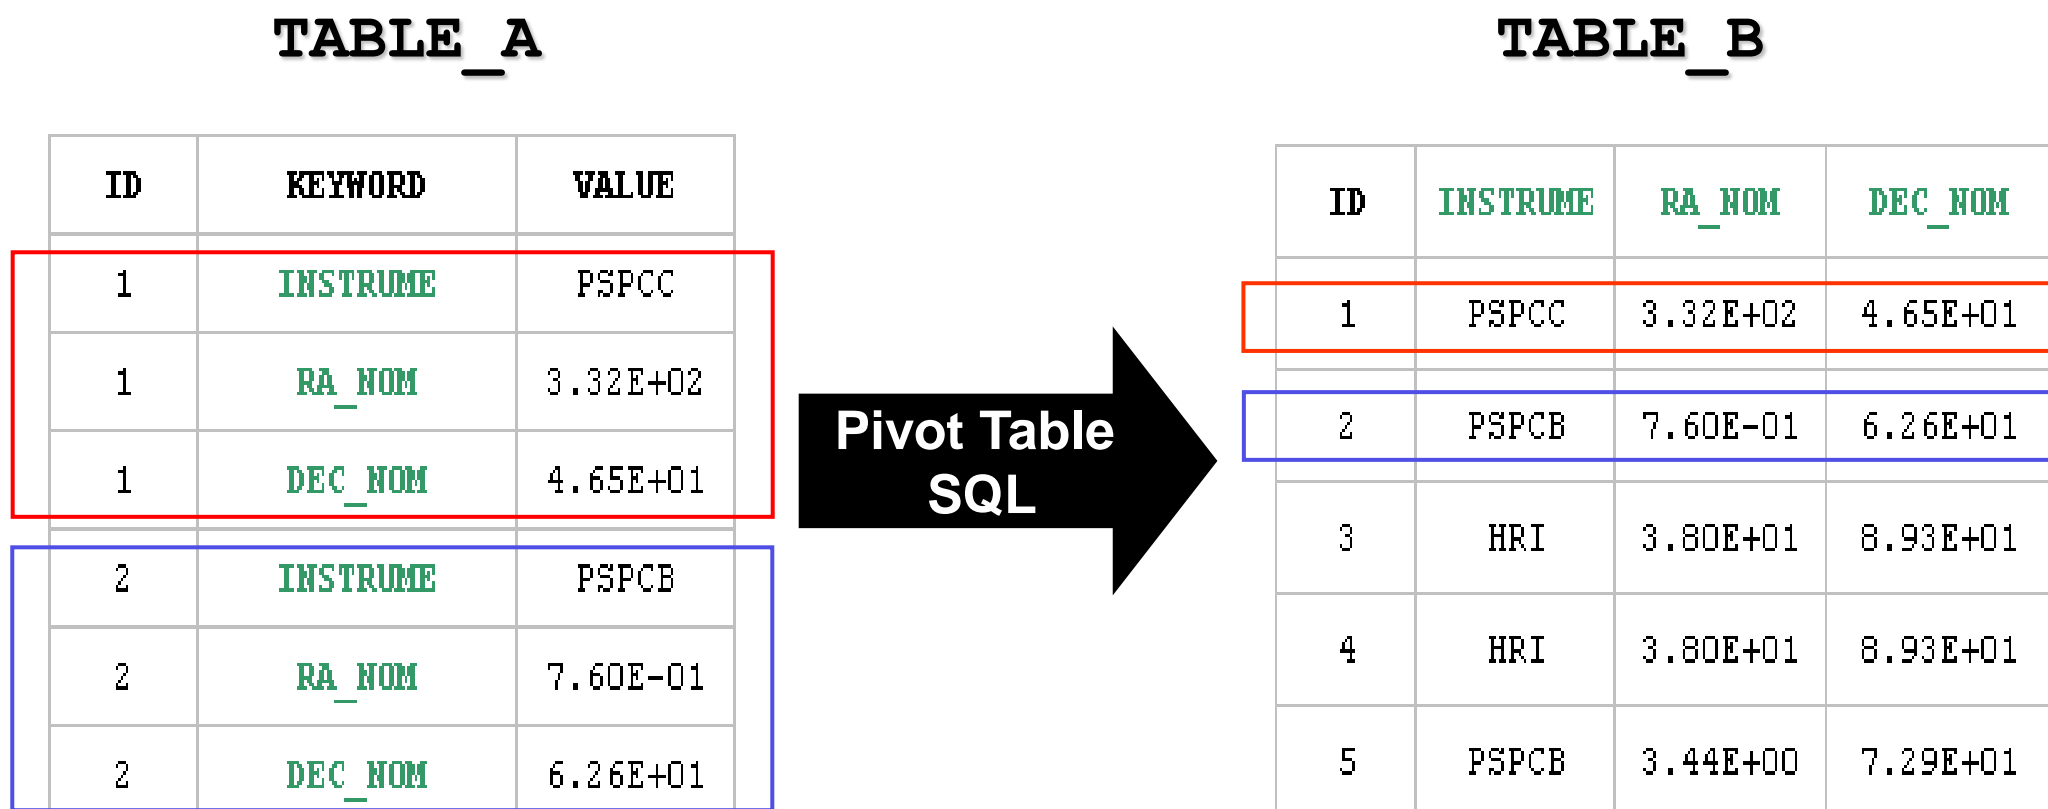 TABLE_A
ID KEYWORD VALUE
1 INSTRUME PSPCC
1 RA_NOM 3.32E+02
1 DEC_NOM 4.65E+01
2 INSTRUME PSPCB
2 RA_NOM 7.60E-01
2 DEC_NOM 6.26E+01
Pivot Table
SQL
TABLE_B
ID INSTRUME RA_NOM DEC_NOM
1 PSPCC 3.32E+02 4.65E+01
2 PSPCB 7.60E-01 6.26E+01
3 HRI 3.80E+01 8.93E+01
4 HRI 3.80E+01 8.93E+01
5 PSPCB 3.44E+00 7.29E+01